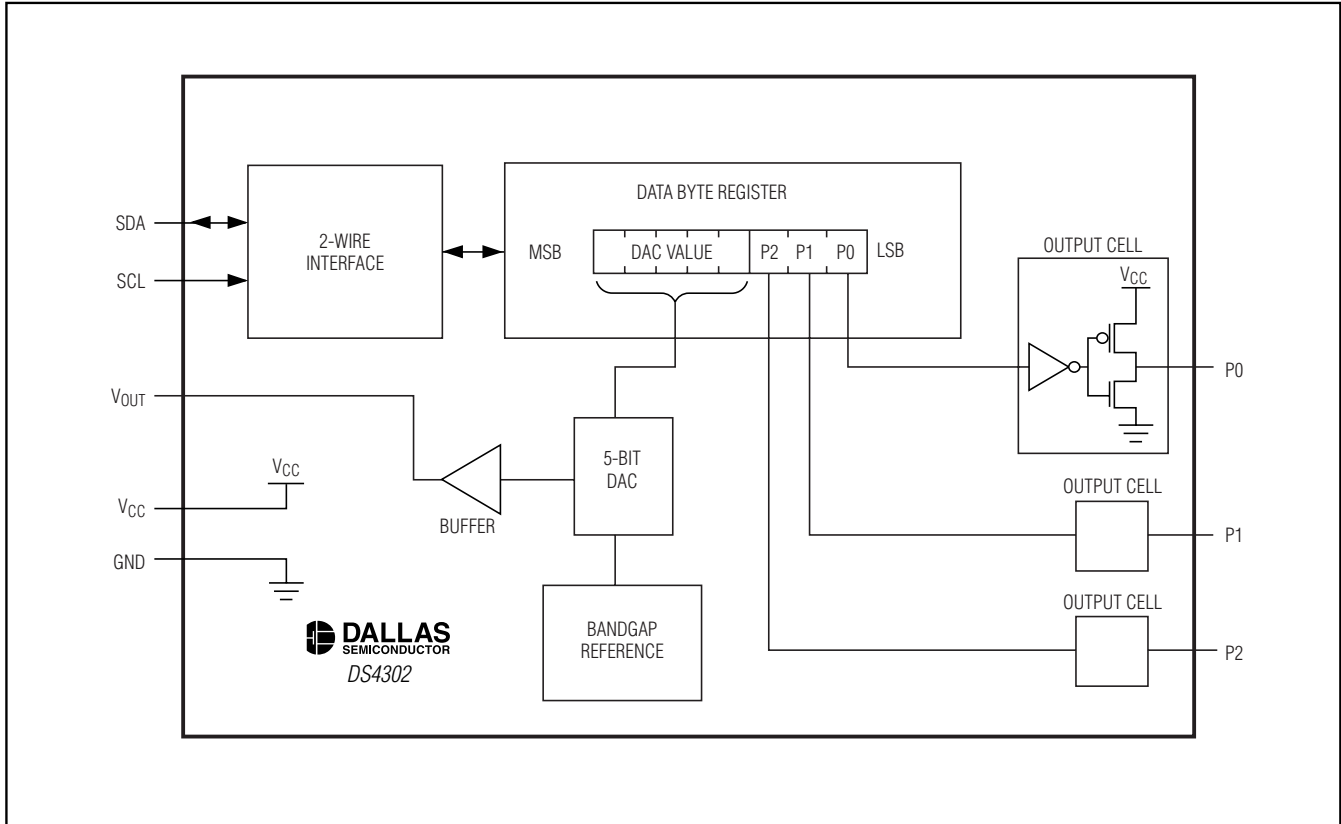 SDA
SCL
2-WIRE
INTERFACE
DATA BYTE REGISTER
MSB
DAC VALUE
P2
P1
P0
LSB
OUTPUT CELL
VCC
P0
VOUT
BUFFER
5-BIT
DAC
VCC
VCC
GND
BANDGAP
REFERENCE
OUTPUT CELL
P1
OUTPUT CELL
P2
DALLAS
SEMICONDUCTOR
DS4302